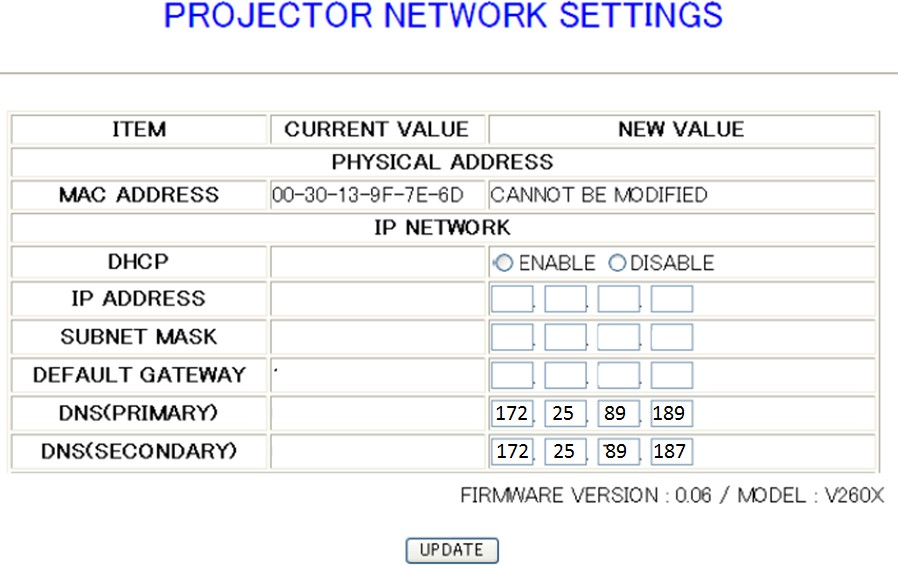 PROJECTOR NETWORK SETTINGS
ITEM CURRENT VALUE NEW VALUE
PHYSICAL ADDRESS
MAC ADDRESS 00-30-13-9F-7E-6D CANNOT BE MODIFIED
IP NETWORK
DHCP ENABLE DISABLE
IP ADDRESS . . .
SUBNET MASK . . .
DEFAULT GATEWAY . . .
DNS(PRIMARY) 172 . 25 . 89 . 189
DNS(SECONDARY) 172 . 25 . 89 . 187
FIRMWARE VERSION : 0.06 / MODEL : V260X
UPDATE